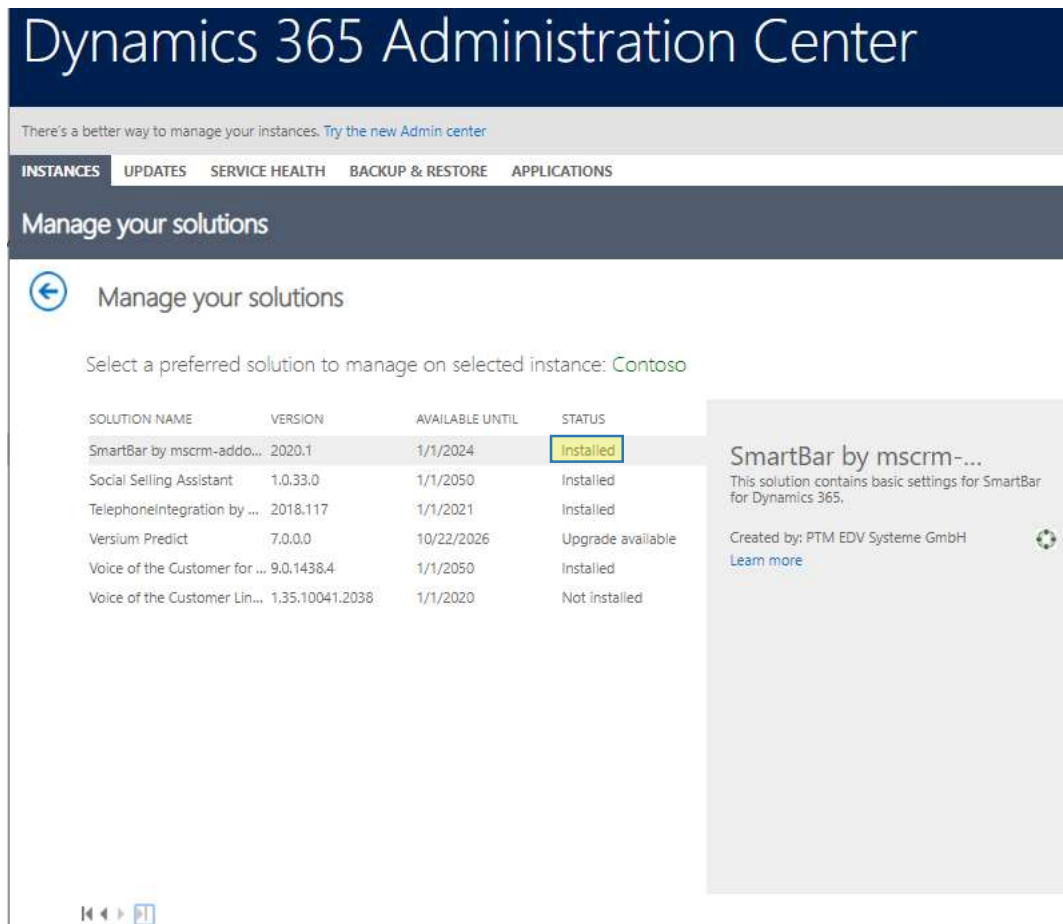 Dynamics 365 Administration Center
There's a better way to manage your instances. Try the new Admin center
INSTANCES UPDATES SERVICE HEALTH BACKUP & RESTORE APPLICATIONS
Manage your solutions
Manage your solutions
Select a preferred solution to manage on selected instance: Contoso
SOLUTION NAME VERSION AVAILABLE UNTIL STATUS
SmartBar by mscrm-addo... 2020.1 1/1/2024 Installed
Social Selling Assistant 1.0.33.0 1/1/2050 Installed
TelephoneIntegration by ... 2018.117 1/1/2021 Installed
Versium Predict 7.0.0.0 10/22/2026 Upgrade available
Voice of the Customer for ... 9.0.1438.4 1/1/2050 Installed
Voice of the Customer Lin... 1.35.10041.2038 1/1/2020 Not installed
SmartBar by mscrm-...
This solution contains basic settings for SmartBar
for Dynamics 365.
Created by: PTM EDV Systeme GmbH
Learn more